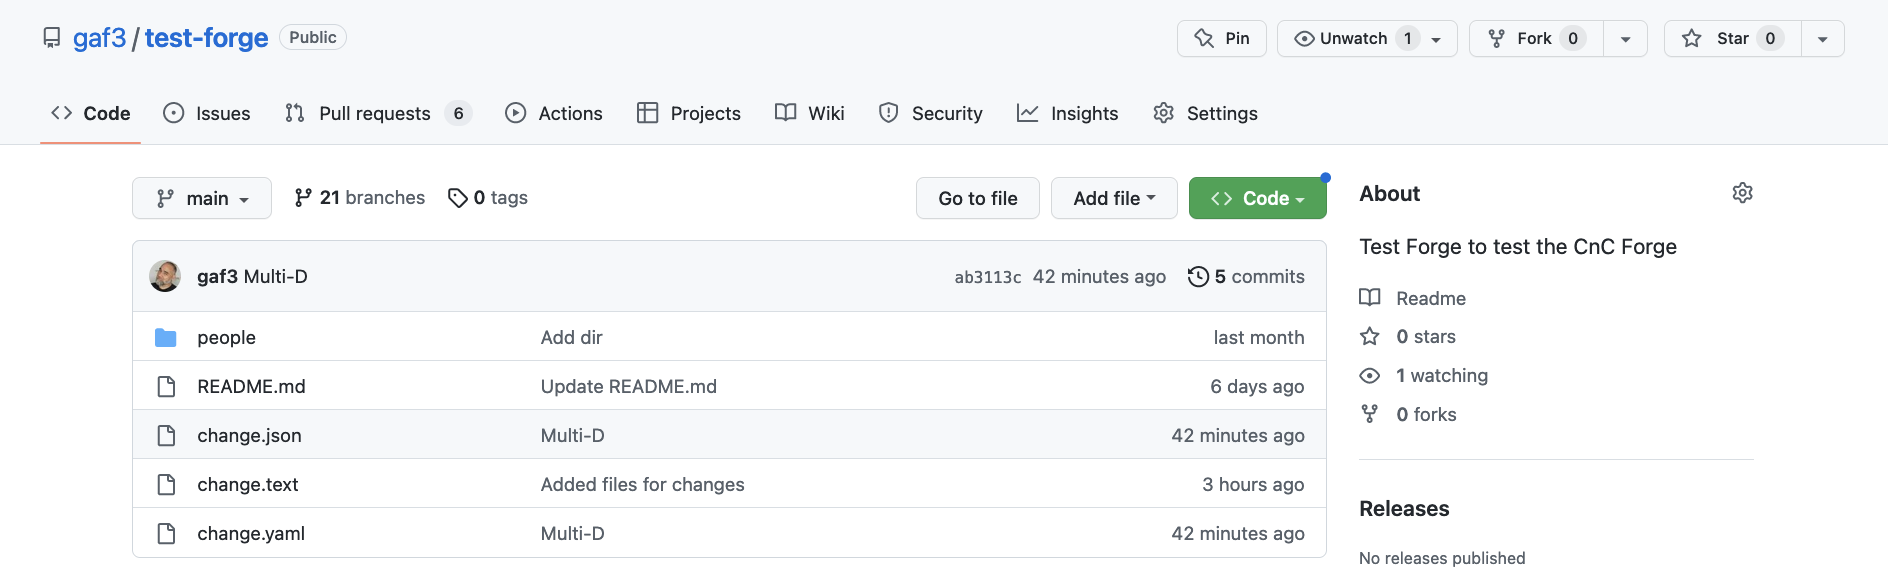 gaf3 / test-forge Public Pin Unwatch 1 Fork 0 Star 0
Code Issues Pull requests 6 Actions Projects Wiki Security Insights Settings
main 21 branches 0 tags Go to file Add file Code
gaf3 Multi-D ab3113c 42 minutes ago 5 commits
people Add dir last month
README.md Update README.md 6 days ago
change.json Multi-D 42 minutes ago
change.text Added files for changes 3 hours ago
change.yaml Multi-D 42 minutes ago
About
Test Forge to test the CnC Forge
Readme
0 stars
1 watching
0 forks
Releases
No releases published